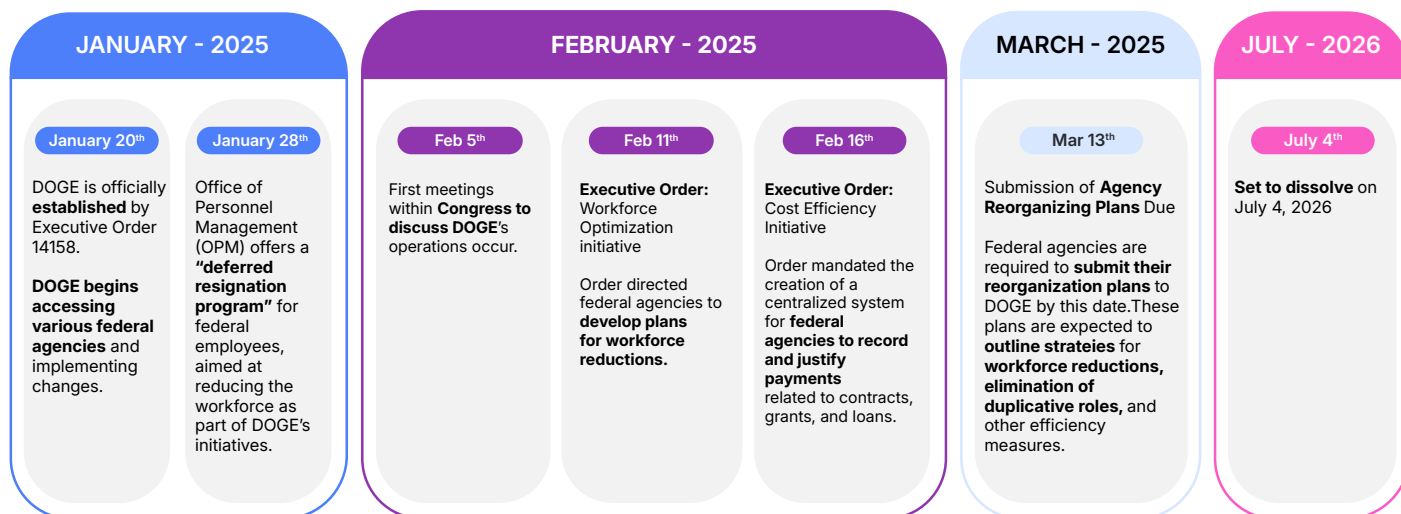 JANUARY - 2025
January 20th
DOGE is officially
established by
Executive Order
14158.
DOGE begins
accessing
various federal
agencies and
implementing
changes.
January 28th
Office of
Personnel
Management
(OPM) offers a
“deferred
resignation
program” for
federal
employees,
aimed at
reducing the
workforce as
part of DOGE’s
initiatives.
FEBRUARY - 2025
Feb 5th
First meetings
within Congress to
discuss DOGE’s
operations occur.
Feb 11th
Executive Order:
Workforce
Optimization
initiative
Order directed
federal agencies to
develop plans
for workforce
reductions.
Feb 16th
Executive Order:
Cost Efficiency
Initiative
Order mandated the
creation of a
centralized system
for federal
agencies to record
and justify
payments
related to contracts,
grants, and loans.
MARCH - 2025
Mar 13th
Submission of Agency
Reorganizing Plans Due
Federal agencies are
required to submit their
reorganization plans to
DOGE by this date.These
plans are expected to
outline strateies for
workforce reductions,
elimination of
duplicative roles, and
other efficiency
measures.
JULY - 2026
July 4th
Set to dissolve on
July 4, 2026